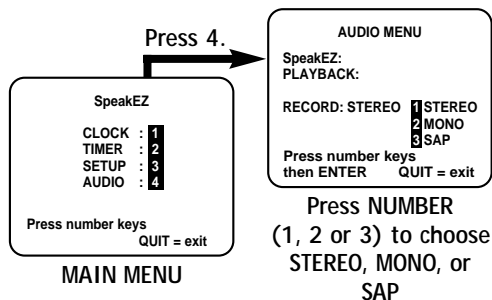 Press 4.
SpeakEZ
CLOCK : 1
TIMER : 2
SETUP : 3
AUDIO : 4
Press number keys
QUIT = exit
MAIN MENU
AUDIO MENU
SpeakEZ:
PLAYBACK:
RECORD: STEREO 1 STEREO
2 MONO
3 SAP
Press number keys
then ENTER QUIT = exit
Press NUMBER
(1, 2 or 3) to choose
STEREO, MONO, or
SAP